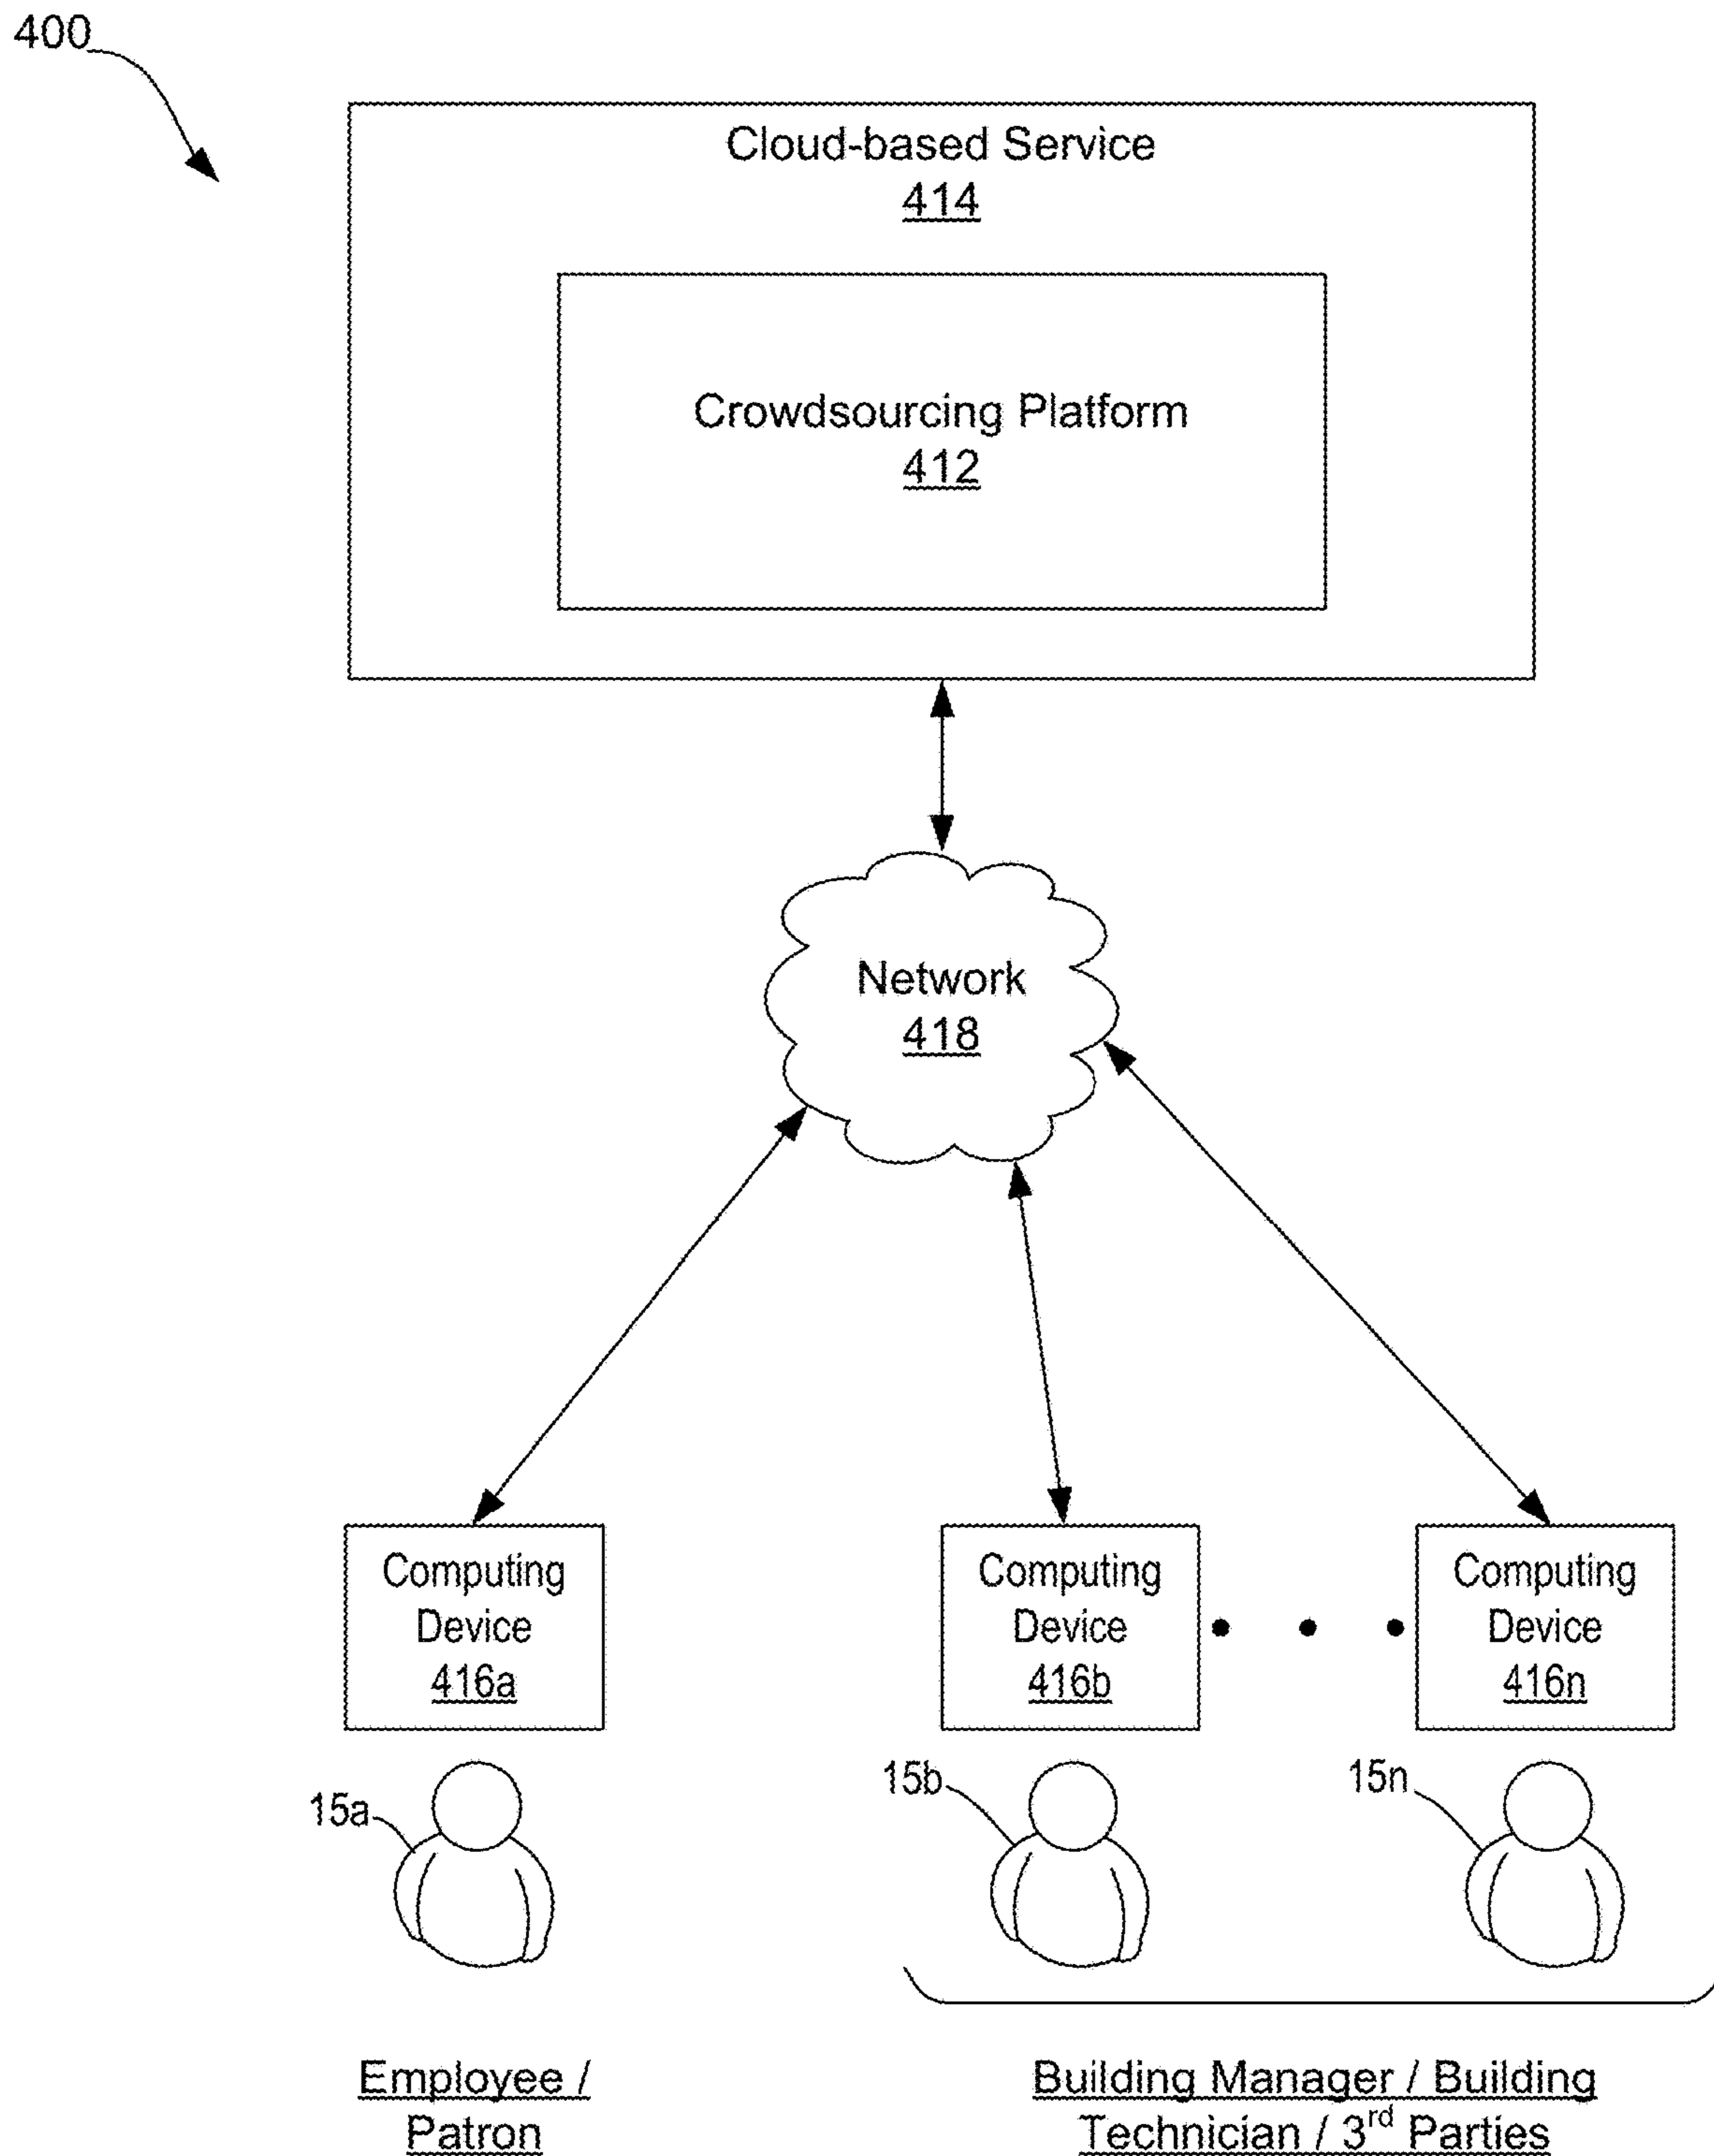 400
Cloud-based Service
414
Crowdsourcing Platform
412
Network
418
Computing
Device
416a
Computing
Device
416b
Computing
Device
416n
15a
15b
15n
Employee /
Patron
Building Manager / Building
Technician / 3rd Parties